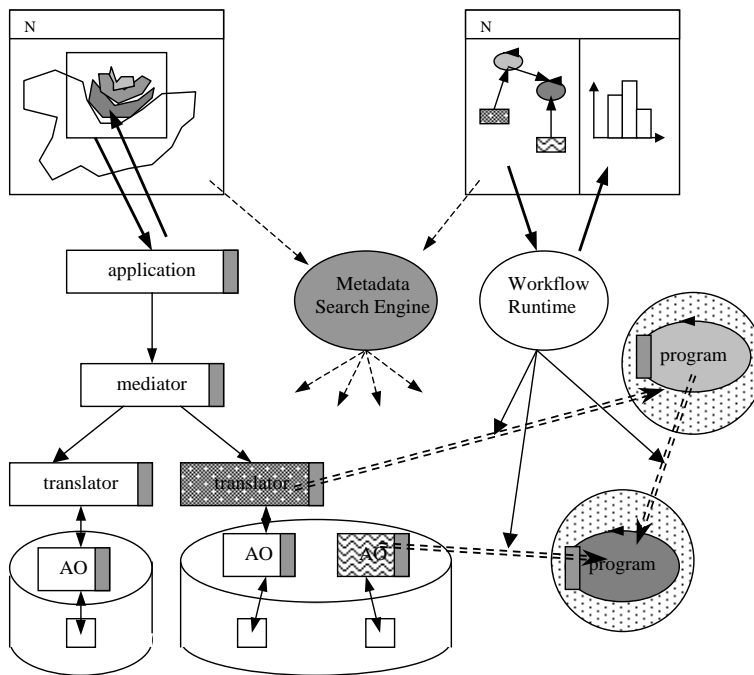 N
N
application
Metadata
Search Engine
Workflow
Runtime
program
mediator
translator
translator
AO
AO
AO
program